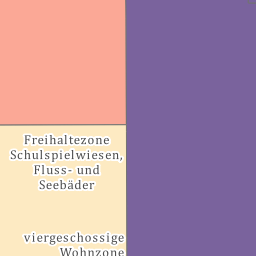 Freihaltezone
Schulspielwiesen,
Fluss- und
Seebäder
viergeschossige
Wohnzone